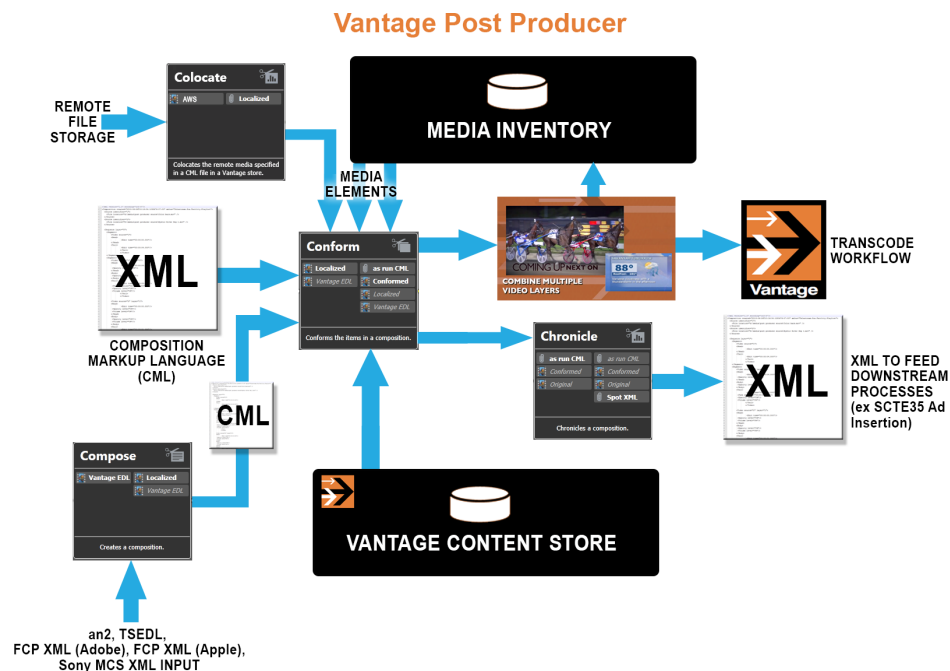 Vantage Post Producer
Colocate
AWS
Localized
Colocates the remote media specified
in a CML file in a Vantage store.
REMOTE
FILE
STORAGE
MEDIA INVENTORY
MEDIA
ELEMENTS
XML
COMPOSITION
MARKUP LANGUAGE
(CML)
Conform
Localized
as run CML
Vantage EDL
Conformed
Localized
Vantage EDL
Conforms the items in a composition.
COMING UP NEXT ON
88°
COMBINE MULTIPLE
VIDEO LAYERS
Vantage
TRANSCODE
WORKFLOW
Chronicle
as run CML
as run CML
Conformed
Conformed
Original
Original
Spot XML
Chronicles a composition.
XML
XML TO FEED
DOWNSTREAM
PROCESSES
(ex SCTE35 Ad
Insertion)
CML
Compose
Vantage EDL
Localized
Vantage EDL
Creates a composition.
VANTAGE CONTENT STORE
an2, TSEDL,
FCP XML (Adobe), FCP XML (Apple),
Sony MCS XML INPUT